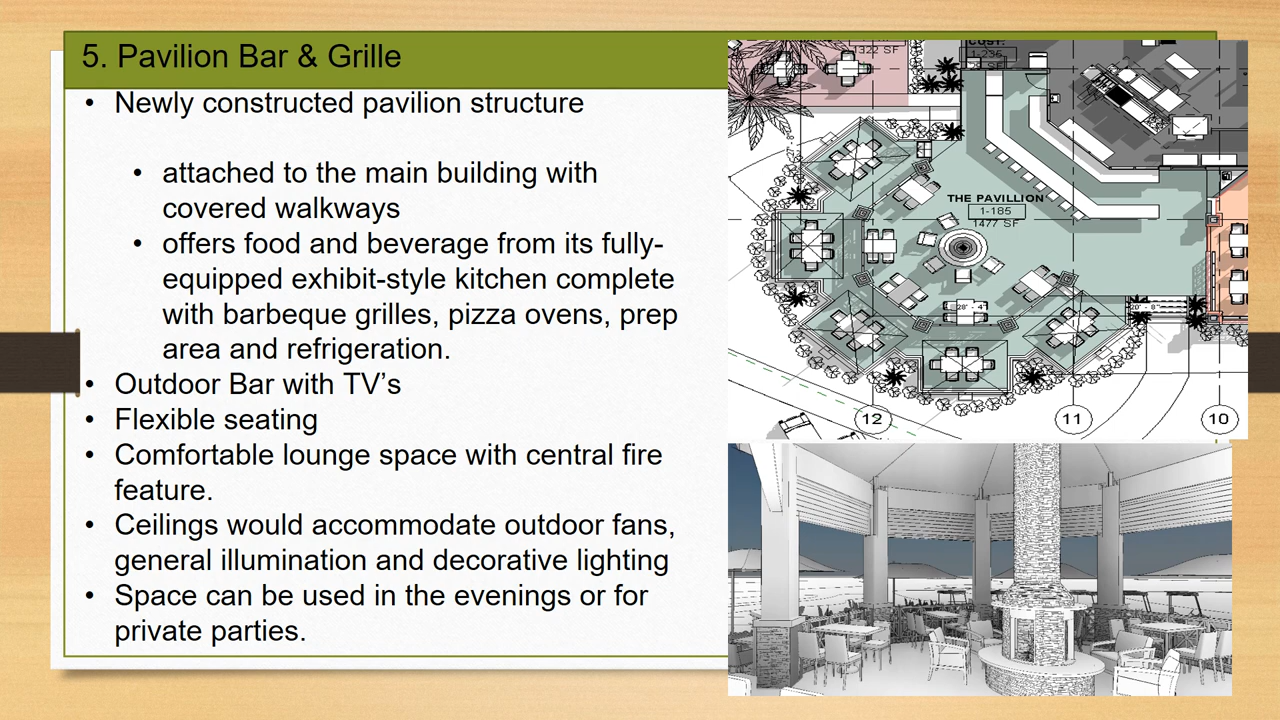 5. Pavilion Bar & Grille
• Newly constructed pavilion structure
• attached to the main building with
covered walkways
• offers food and beverage from its fully-
equipped exhibit-style kitchen complete
with barbeque grilles, pizza ovens, prep
area and refrigeration.
• Outdoor Bar with TV’s
• Flexible seating
• Comfortable lounge space with central fire
feature.
• Ceilings would accommodate outdoor fans,
general illumination and decorative lighting
• Space can be used in the evenings or for
private parties.
1322 SF
THE PAVILLION
1-185
1477 SF
12
11
10